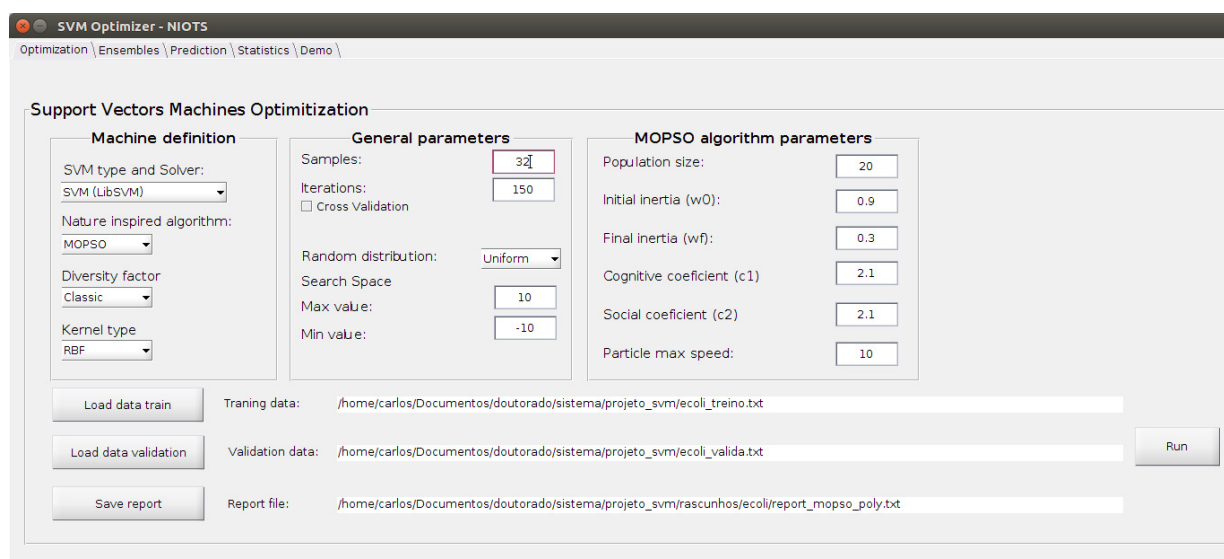 SVM Optimizer - NIOTS
Optimization \ Ensembles \ Prediction \ Statistics \ Demo \
Support Vectors Machines Optimitization
Machine definition
SVM type and Solver:
SVM (LibSVM)
Nature inspired algorithm:
MOPSO
Diversity factor
Classic
Kernel type
RBF
General parameters
Samples: 32
Iterations: 150
Cross Validation
Random distribution: Uniform
Search Space
Max value: 10
Min value: -10
MOPSO algorithm parameters
Population size: 20
Initial inertia (w0): 0.9
Final inertia (wf): 0.3
Cognitive coeficient (c1) 2.1
Social coeficient (c2) 2.1
Particle max speed: 10
Load data train Traning data: /home/carlos/Documentos/doutorado/sistema/projeto_svm/ecoli_treino.txt
Load data validation Validation data: /home/carlos/Documentos/doutorado/sistema/projeto_svm/ecoli_valida.txt
Run
Save report Report file: /home/carlos/Documentos/doutorado/sistema/projeto_svm/rascunhos/ecoli/report_mopso_poly.txt